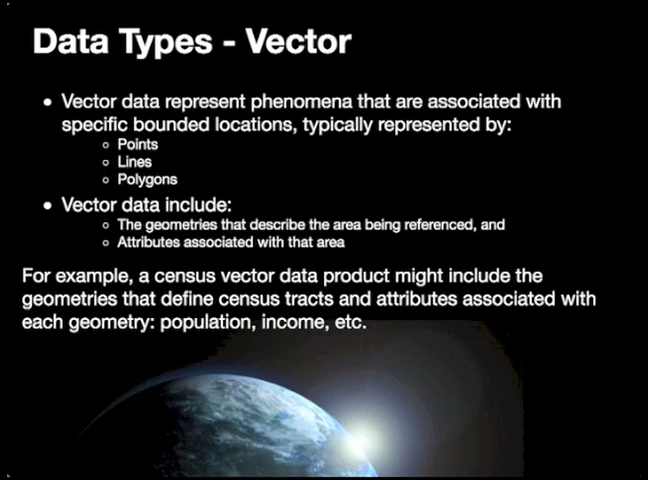 Data Types - Vector
• Vector data represent phenomena that are associated with
specific bounded locations, typically represented by:
◦ Points
◦ Lines
◦ Polygons
• Vector data include:
◦ The geometries that describe the area being referenced, and
◦ Attributes associated with that area
For example, a census vector data product might include the
geometries that define census tracts and attributes associated with
each geometry: population, income, etc.